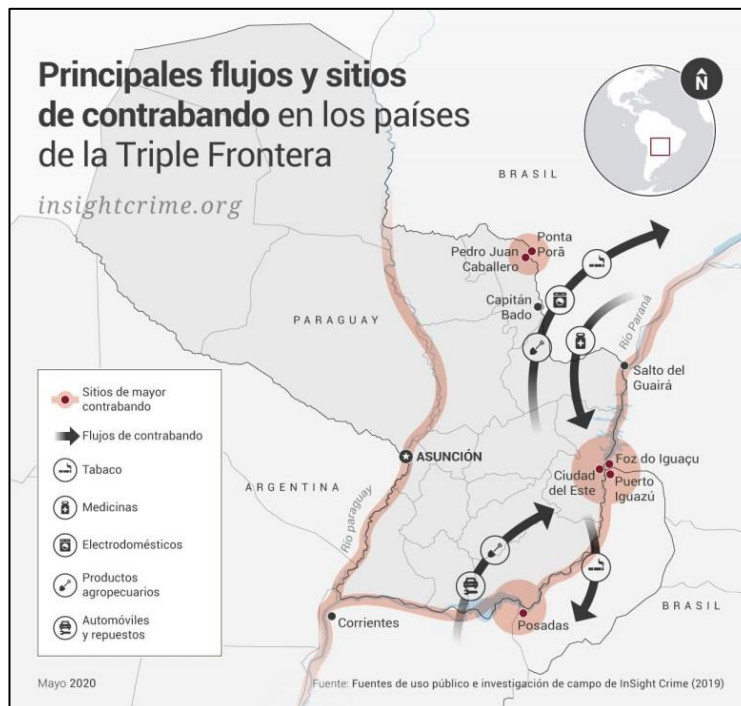 Principales flujos y sitios
de contrabando en los países
de la Triple Frontera
insightcrime.org
N
BRASIL
Ponta
Porã
Pedro Juan
Caballero
Capitán
Bado
PARAGUAY
Río Paraná
Salto del
Guairá
Sitios de mayor
contrabando
Flujos de contrabando
Tabaco
Medicinas
Electrodomésticos
Productos
agropecuarios
Automóviles
y repuestos
ASUNCIÓN
ARGENTINA
Río paraguay
Foz do Iguaçu
Ciudad
del Este
Puerto
Iguazú
BRASIL
Corrientes
Posadas
Mayo 2020
Fuente: Fuentes de uso público e investigación de campo de InSight Crime (2019)